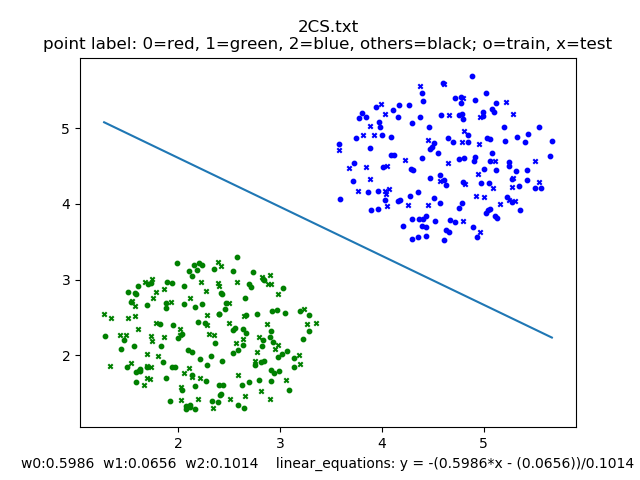 2CS.txt
point label: 0=red, 1=green, 2=blue, others=black; o=train, x=test
5
4
3
2
2 3 4 5
w0:0.5986 w1:0.0656 w2:0.1014 linear_equations: y = -(0.5986*x - (0.0656))/0.1014